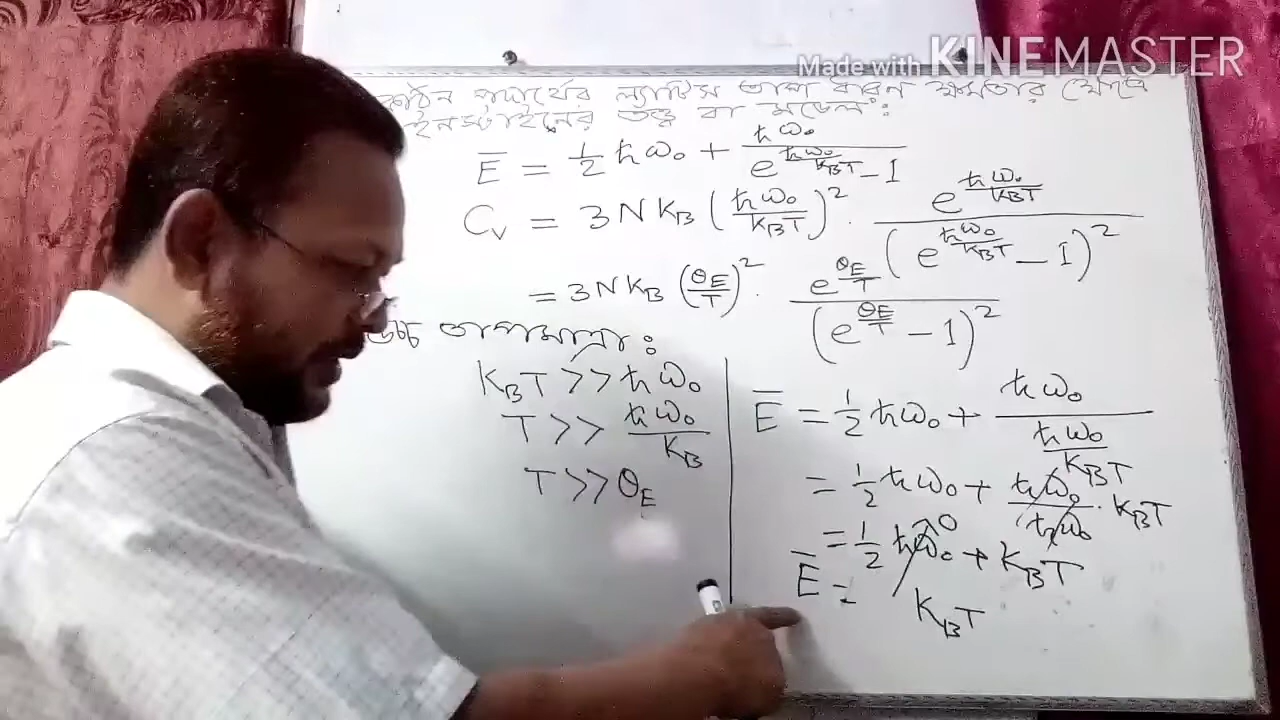 Made with KINEMASTER
কঠিন পদার্থের ল্যাটিস তাপ ধারণ ক্ষমতার ক্ষেত্রে
আইনস্টাইনের তত্ত্ব বা মডেল:
E̅ = 1/2 ħω₀ + ħω₀/(e^(ħω₀/K_BT) - 1)
C_v = 3NK_B (ħω₀/K_BT)² · e^(ħω₀/K_BT)/(e^(ħω₀/K_BT) - 1)²
= 3NK_B (θ_E/T)² · e^(θ_E/T)/(e^(θ_E/T) - 1)²
উচ্চ তাপমাত্রা:
K_BT >> ħω₀
T >> ħω₀/K_B
T >> θ_E
E̅ = 1/2 ħω₀ + ħω₀/(ħω₀/K_BT)
= 1/2 ħω₀ + ħω₀/ħω₀ · K_BT
= 1/2 ħω₀ + K_BT
E̅ = K_BT